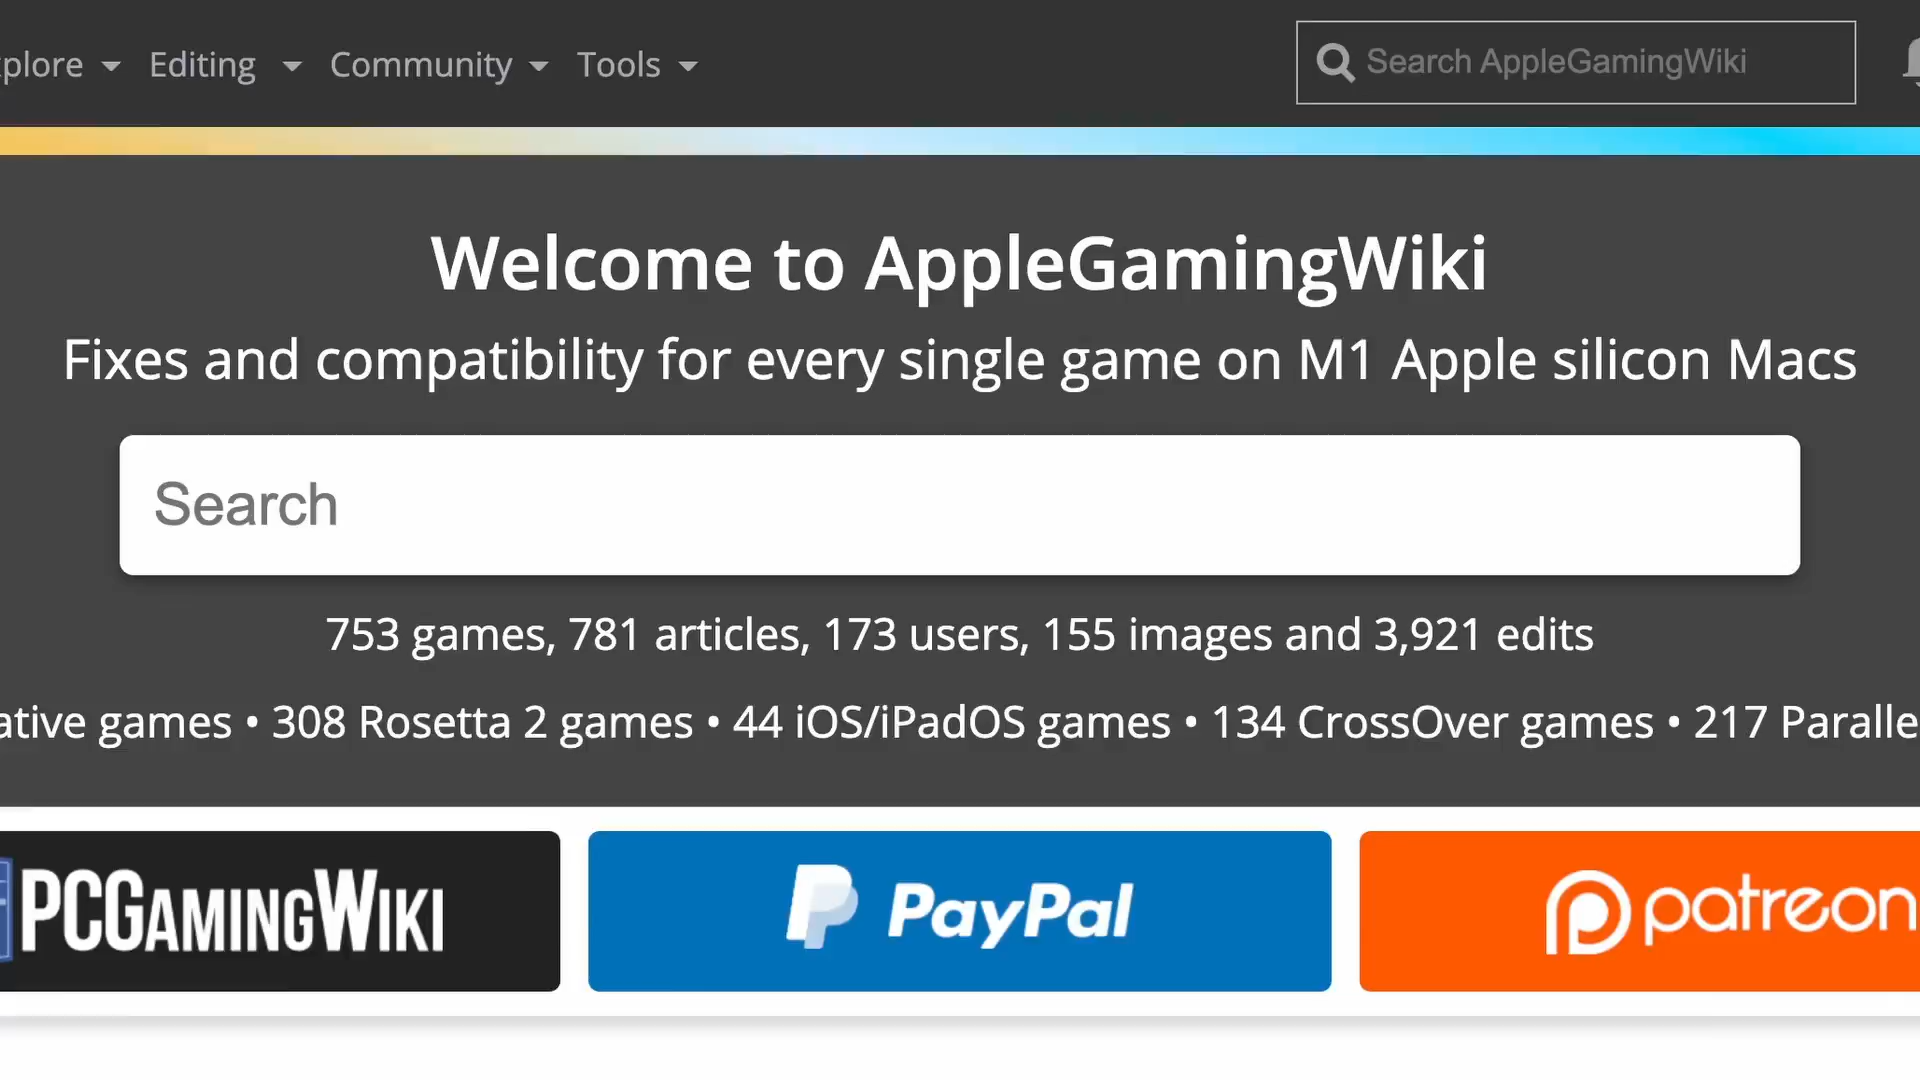 plore Editing Community Tools Search AppleGamingWiki
Welcome to AppleGamingWiki
Fixes and compatibility for every single game on M1 Apple silicon Macs
Search
753 games, 781 articles, 173 users, 155 images and 3,921 edits
ative games • 308 Rosetta 2 games • 44 iOS/iPadOS games • 134 CrossOver games • 217 Paralle
PCGamingWiki PayPal patreon